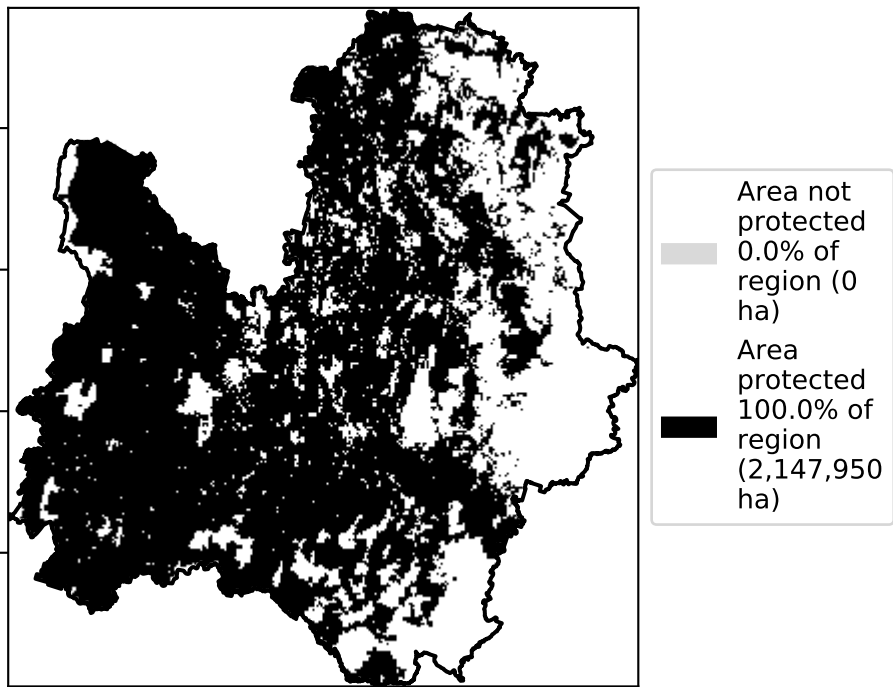 Area not
protected
0.0% of
region (0
ha)
Area
protected
100.0% of
region
(2,147,950
ha)